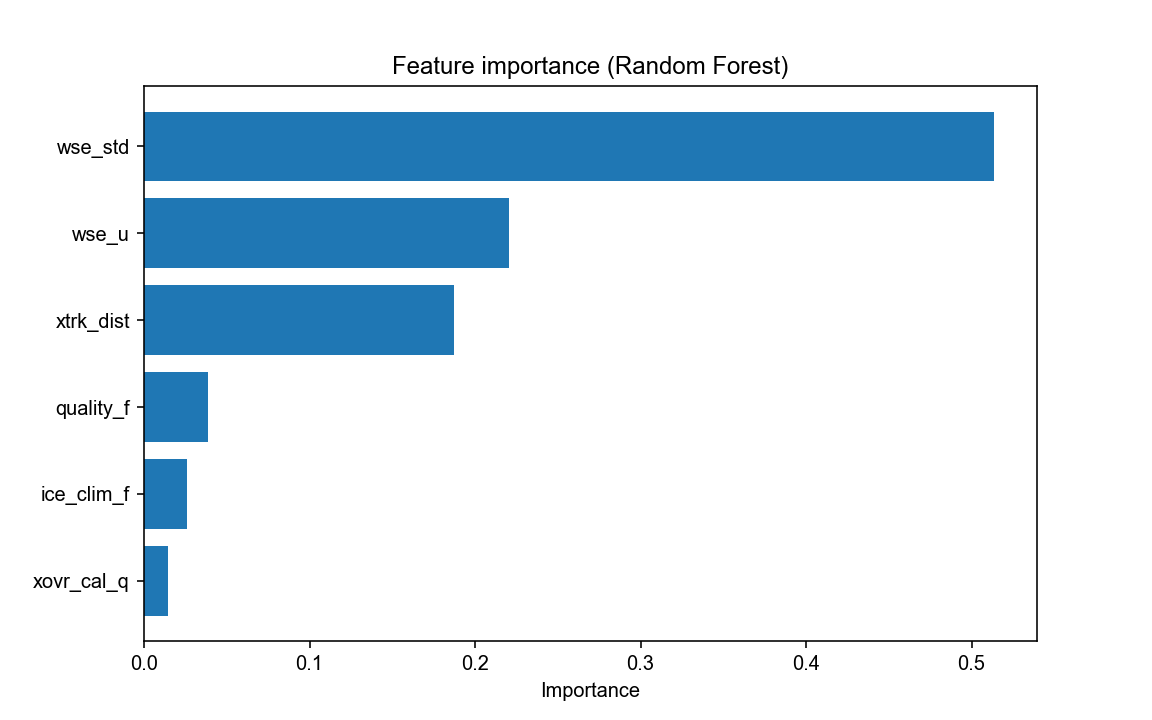 Feature importance (Random Forest)
wse_std
wse_u
xtrk_dist
quality_f
ice_clim_f
xovr_cal_q
0.0 0.1 0.2 0.3 0.4 0.5
Importance